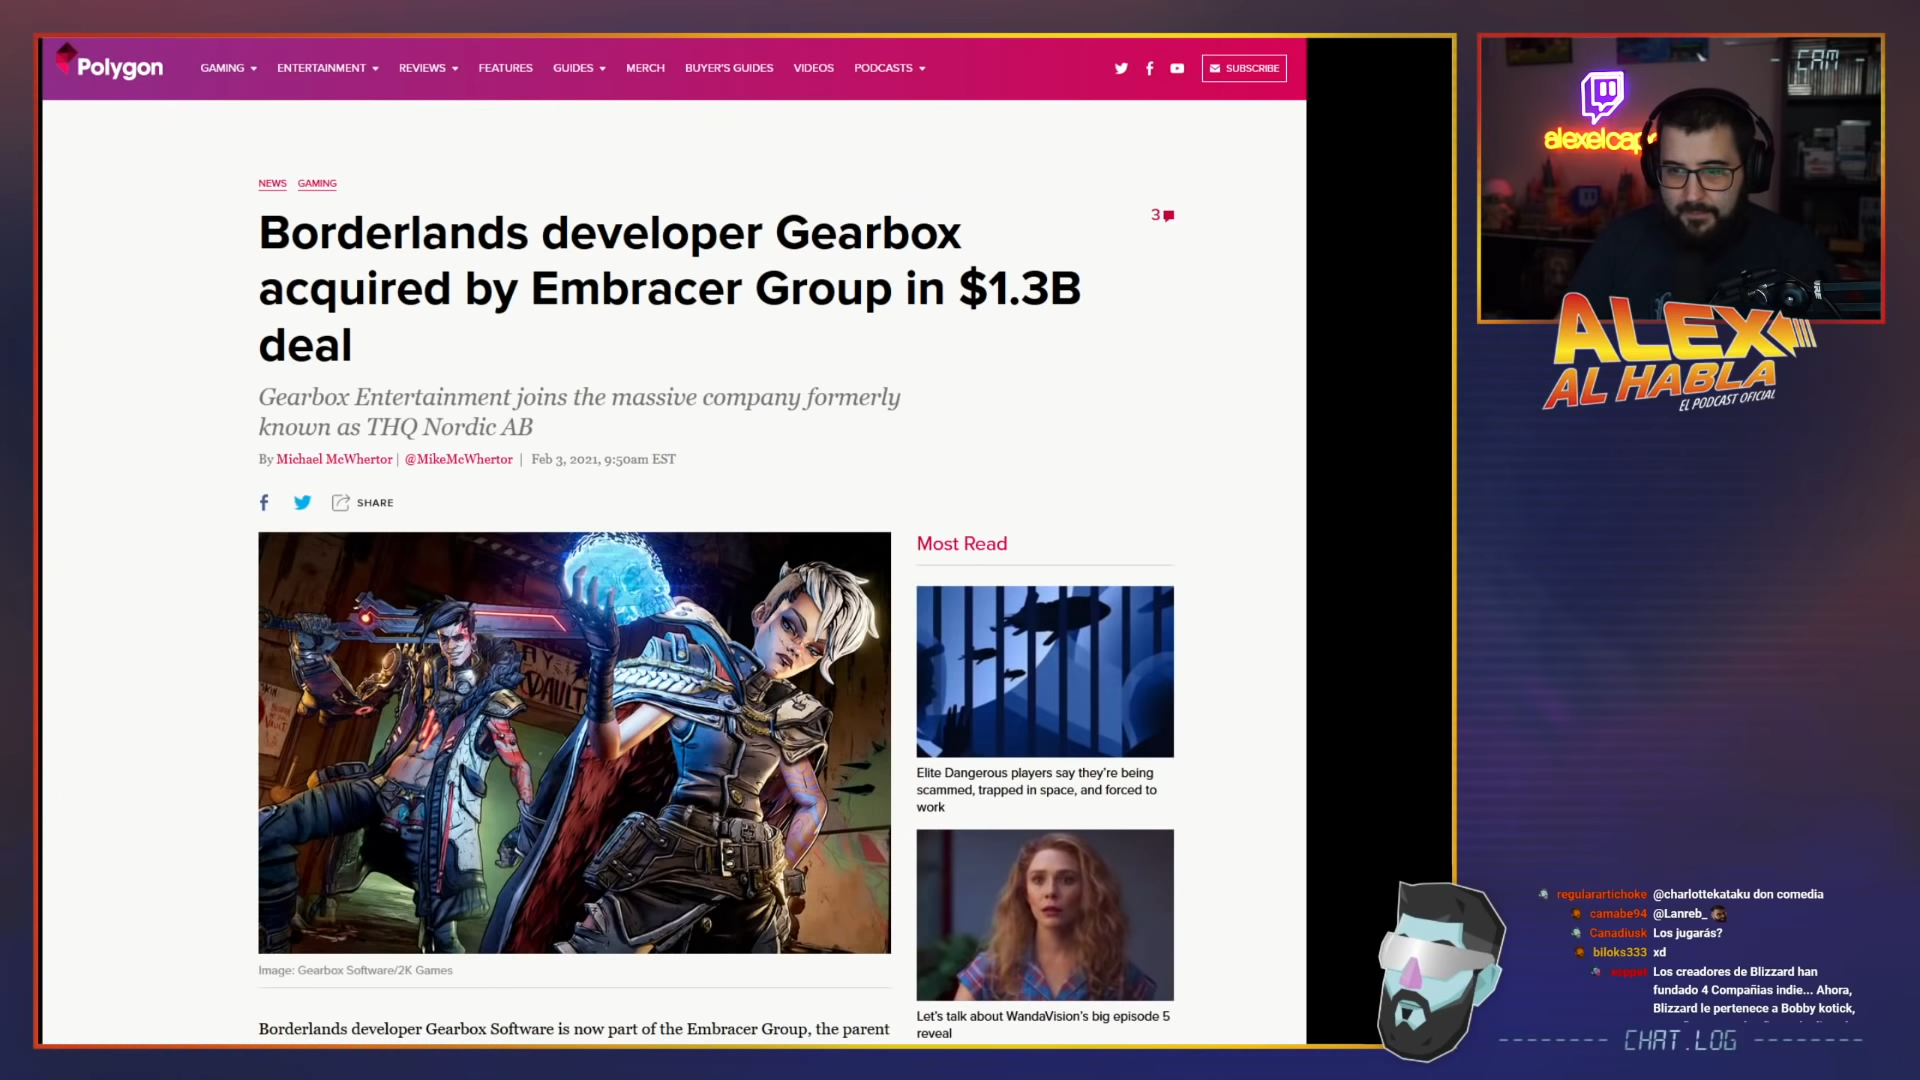 Polygon
GAMING ENTERTAINMENT REVIEWS FEATURES GUIDES MERCH BUYER'S GUIDES VIDEOS PODCASTS SUBSCRIBE
NEWS GAMING
Borderlands developer Gearbox
acquired by Embracer Group in $1.3B
deal
3
Gearbox Entertainment joins the massive company formerly
known as THQ Nordic AB
By Michael McWhertor | @MikeMcWhertor | Feb 3, 2021, 9:50am EST
SHARE
VAULT
Image: Gearbox Software/2K Games
Borderlands developer Gearbox Software is now part of the Embracer Group, the parent
Most Read
Elite Dangerous players say they're being
scammed, trapped in space, and forced to
work
Let's talk about WandaVision's big episode 5
reveal
- CAM -
alexelcap
ALEX
AL HABLA
EL PODCAST OFICIAL
regularartichoke @charlottekataku don comedia
camabe94 @Lanreb_
Canadiusk Los jugarás?
biloks333 xd
Los creadores de Blizzard han
fundado 4 Compañias indie... Ahora,
Blizzard le pertenece a Bobby kotick,
-------- CHAT.LOG --------